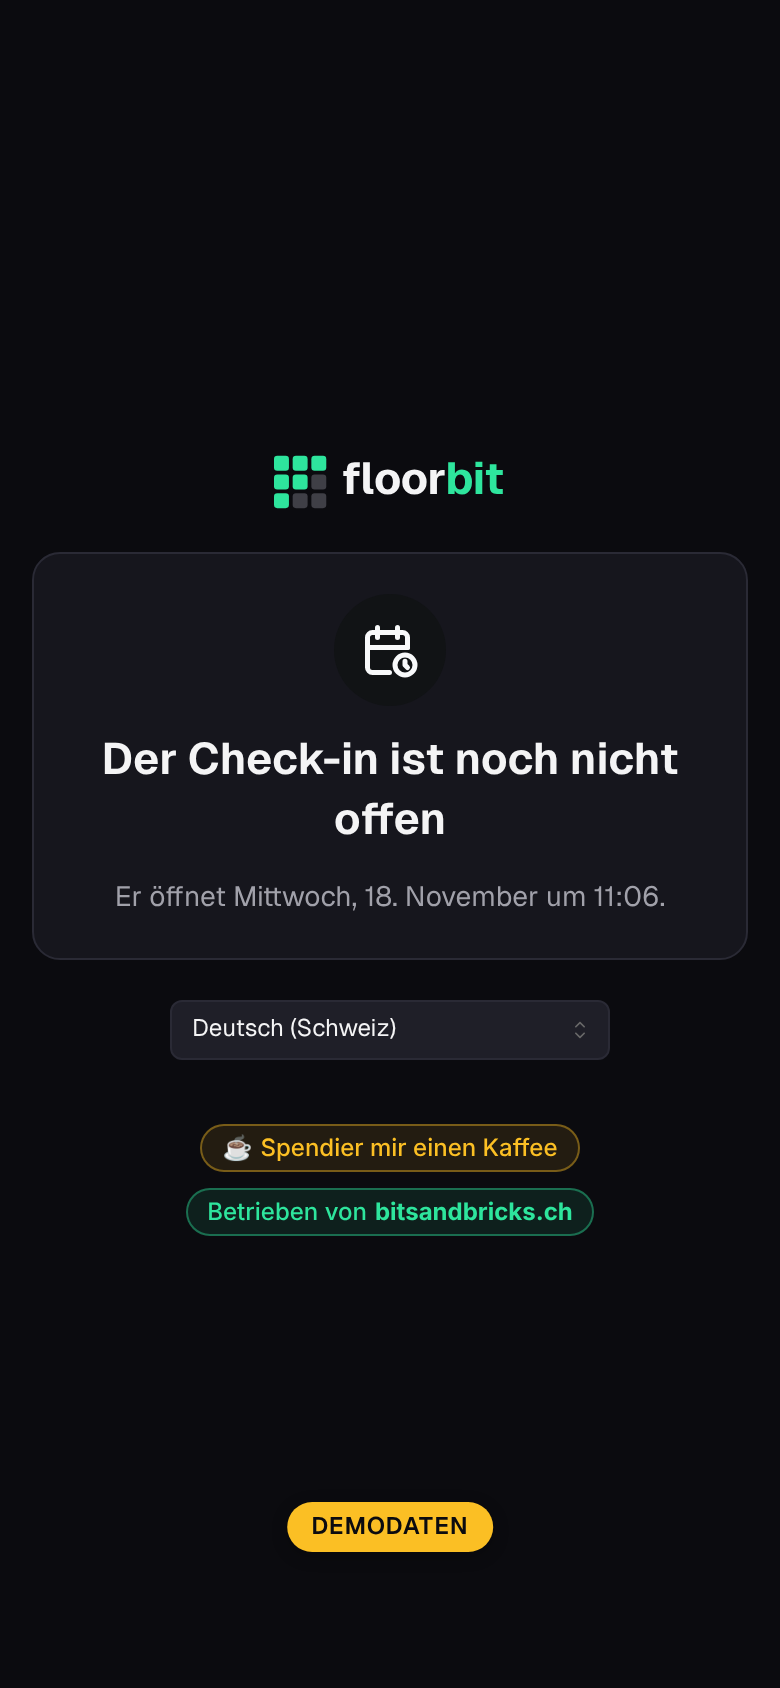 floorbit
Der Check-in ist noch nicht
offen
Er öffnet Mittwoch, 18. November um 11:06.
Deutsch (Schweiz)
☕ Spendier mir einen Kaffee
Betrieben von bitsandbricks.ch
DEMODATEN